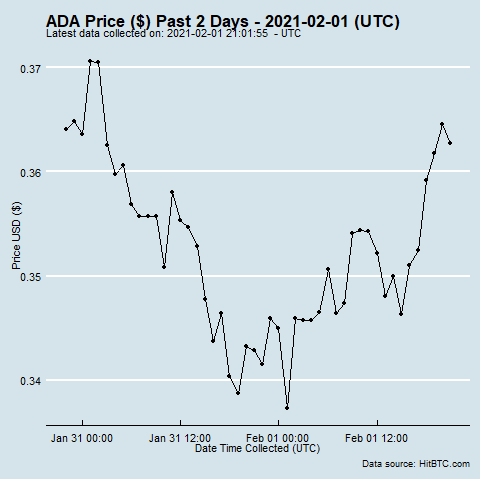 ADA Price ($) Past 2 Days - 2021-02-01 (UTC)
Latest data collected on: 2021-02-01 21:01:55 - UTC
0.37
0.36
0.35
0.34
Price USD ($)
Jan 31 00:00 Jan 31 12:00 Feb 01 00:00 Feb 01 12:00
Date Time Collected (UTC)
Data source: HitBTC.com